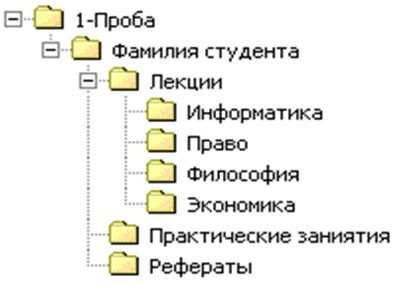 1-Проба
Фамилия студента
Лекции
Информатика
Право
Философия
Экономика
Практические заниятия
Рефераты